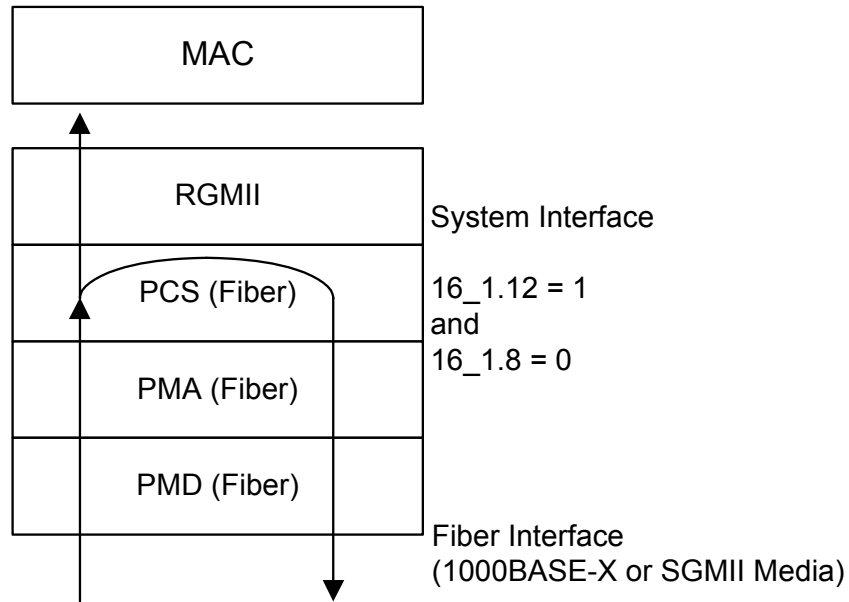 MAC
RGMII
System Interface
PCS (Fiber)
16_1.12 = 1
and
16_1.8 = 0
PMA (Fiber)
PMD (Fiber)
Fiber Interface
(1000BASE-X or SGMII Media)